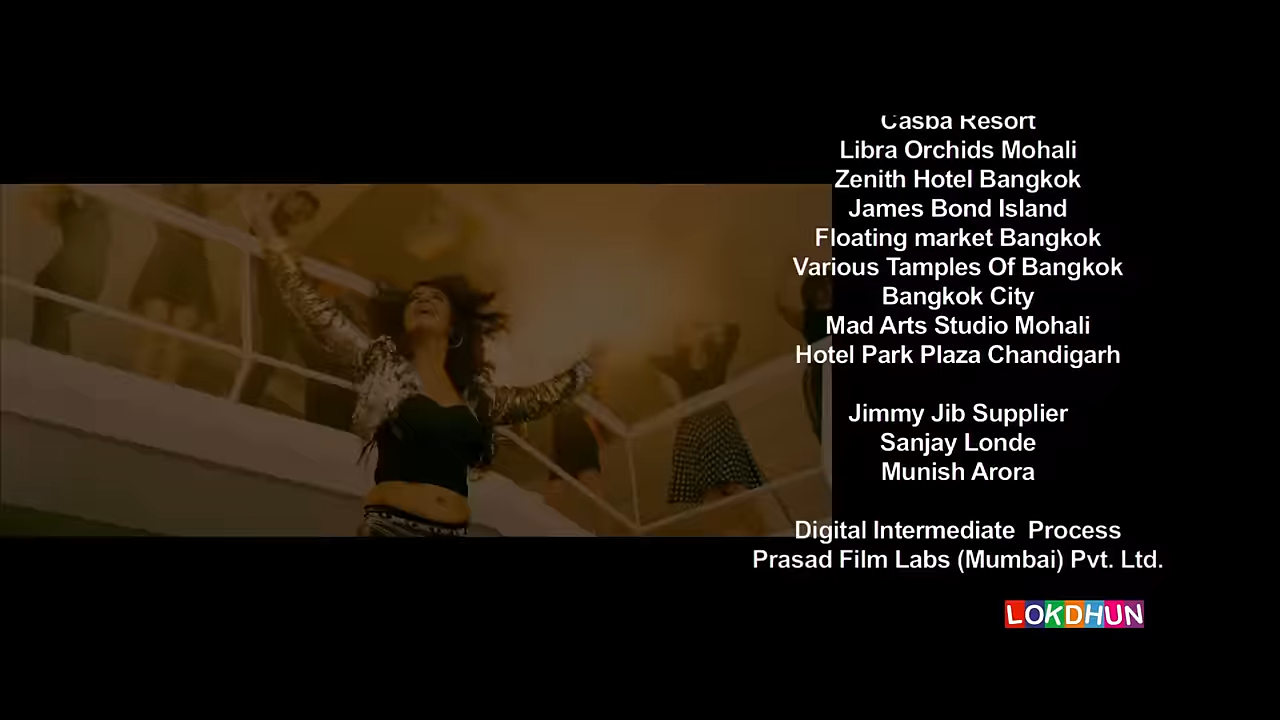 Casba Resort
Libra Orchids Mohali
Zenith Hotel Bangkok
James Bond Island
Floating market Bangkok
Various Tamples Of Bangkok
Bangkok City
Mad Arts Studio Mohali
Hotel Park Plaza Chandigarh
Jimmy Jib Supplier
Sanjay Londe
Munish Arora
Digital Intermediate  Process
Prasad Film Labs (Mumbai) Pvt. Ltd.
LOKDHUN